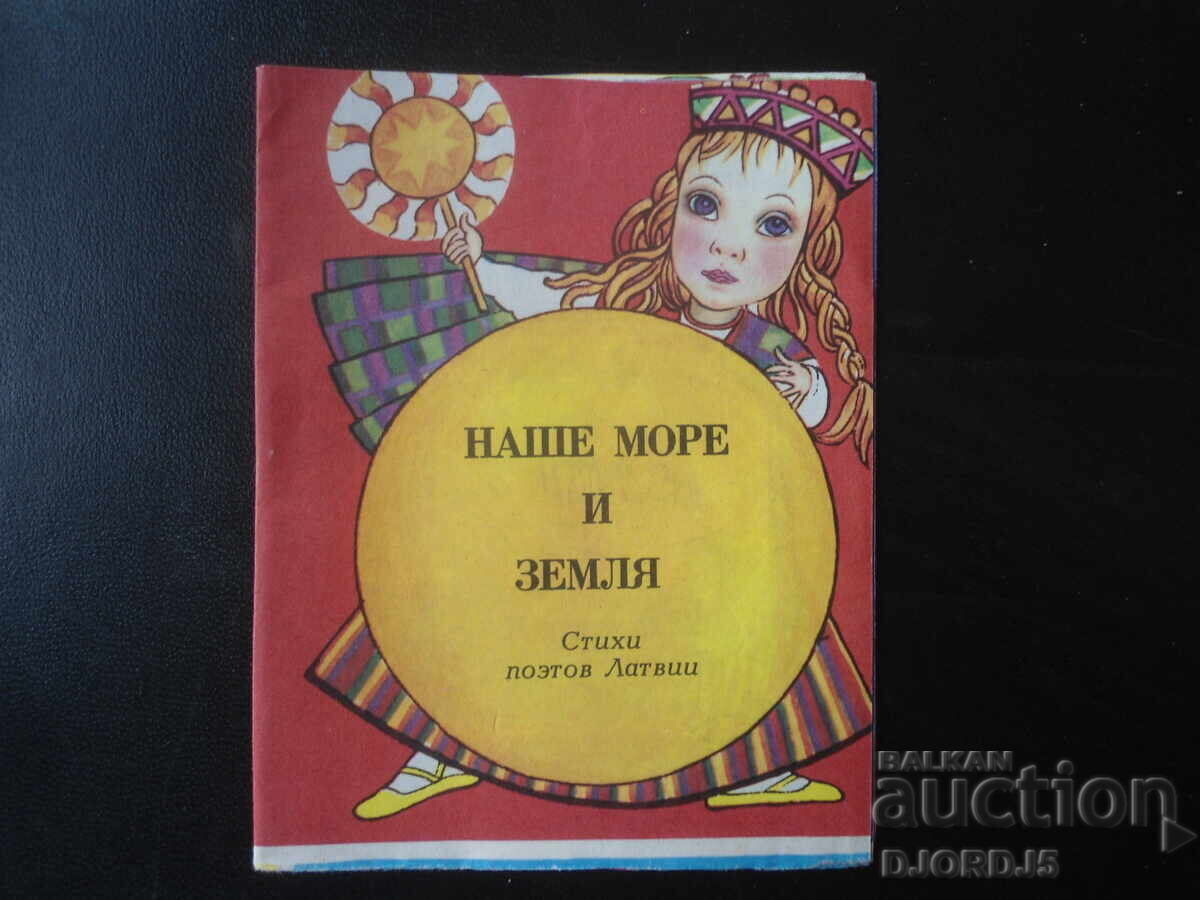 НАШЕ МОРЕ
И
ЗЕМЛЯ
Стихи
поэтов Латвии
BALKAN
auction
DJORDJ5